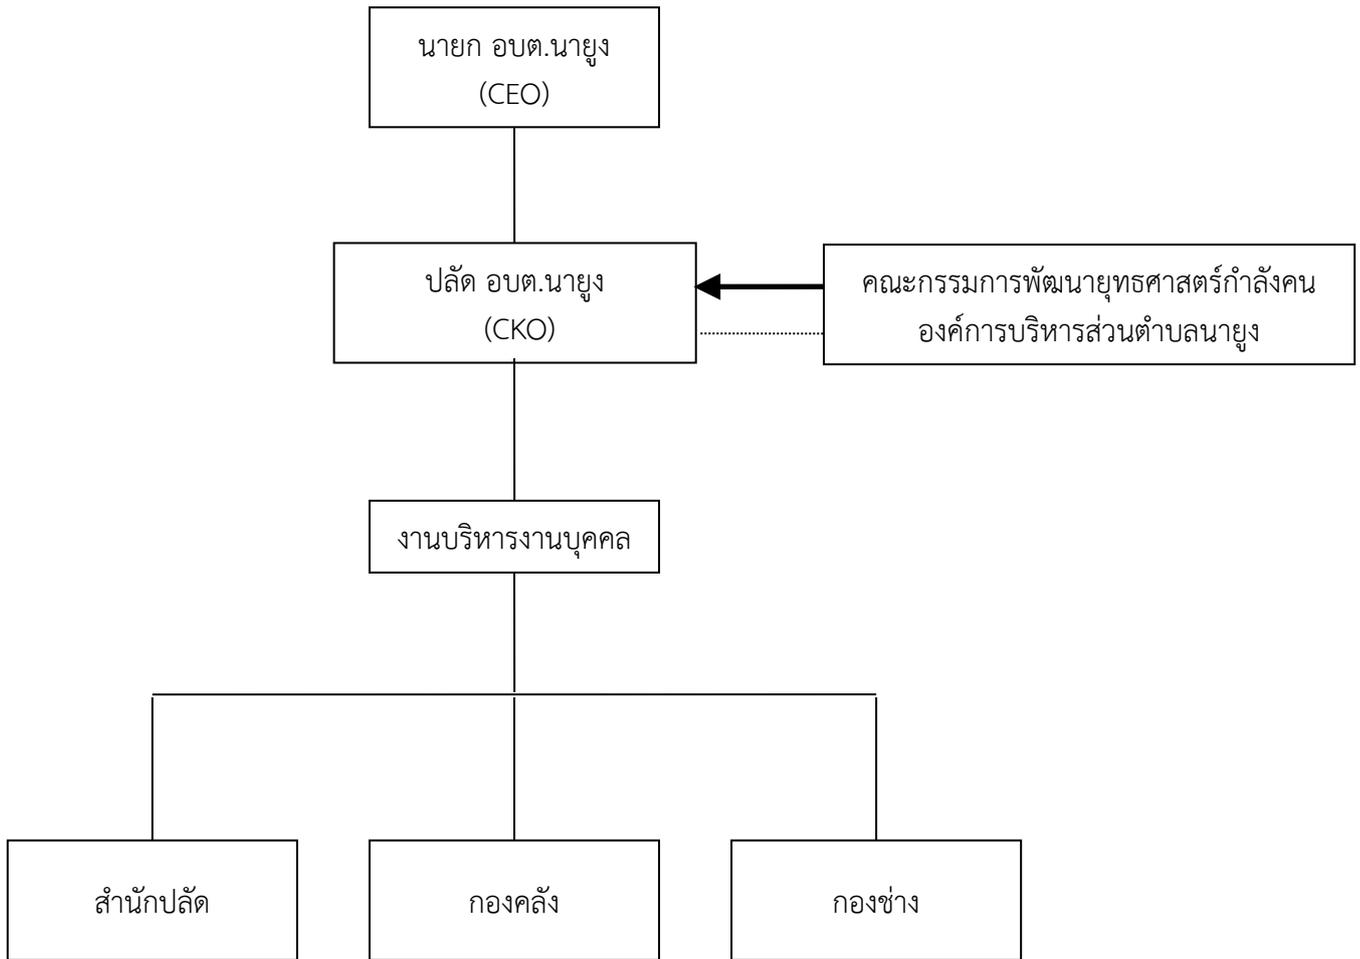 นายก อบต.นายูง
(CEO)
ปลัด อบต.นายูง
(CKO)
คณะกรรมการพัฒนายุทธศาสตร์กำลังคน
องค์การบริหารส่วนตำบลนายูง
งานบริหารงานบุคคล
สำนักปลัด
กองคลัง
กองช่าง